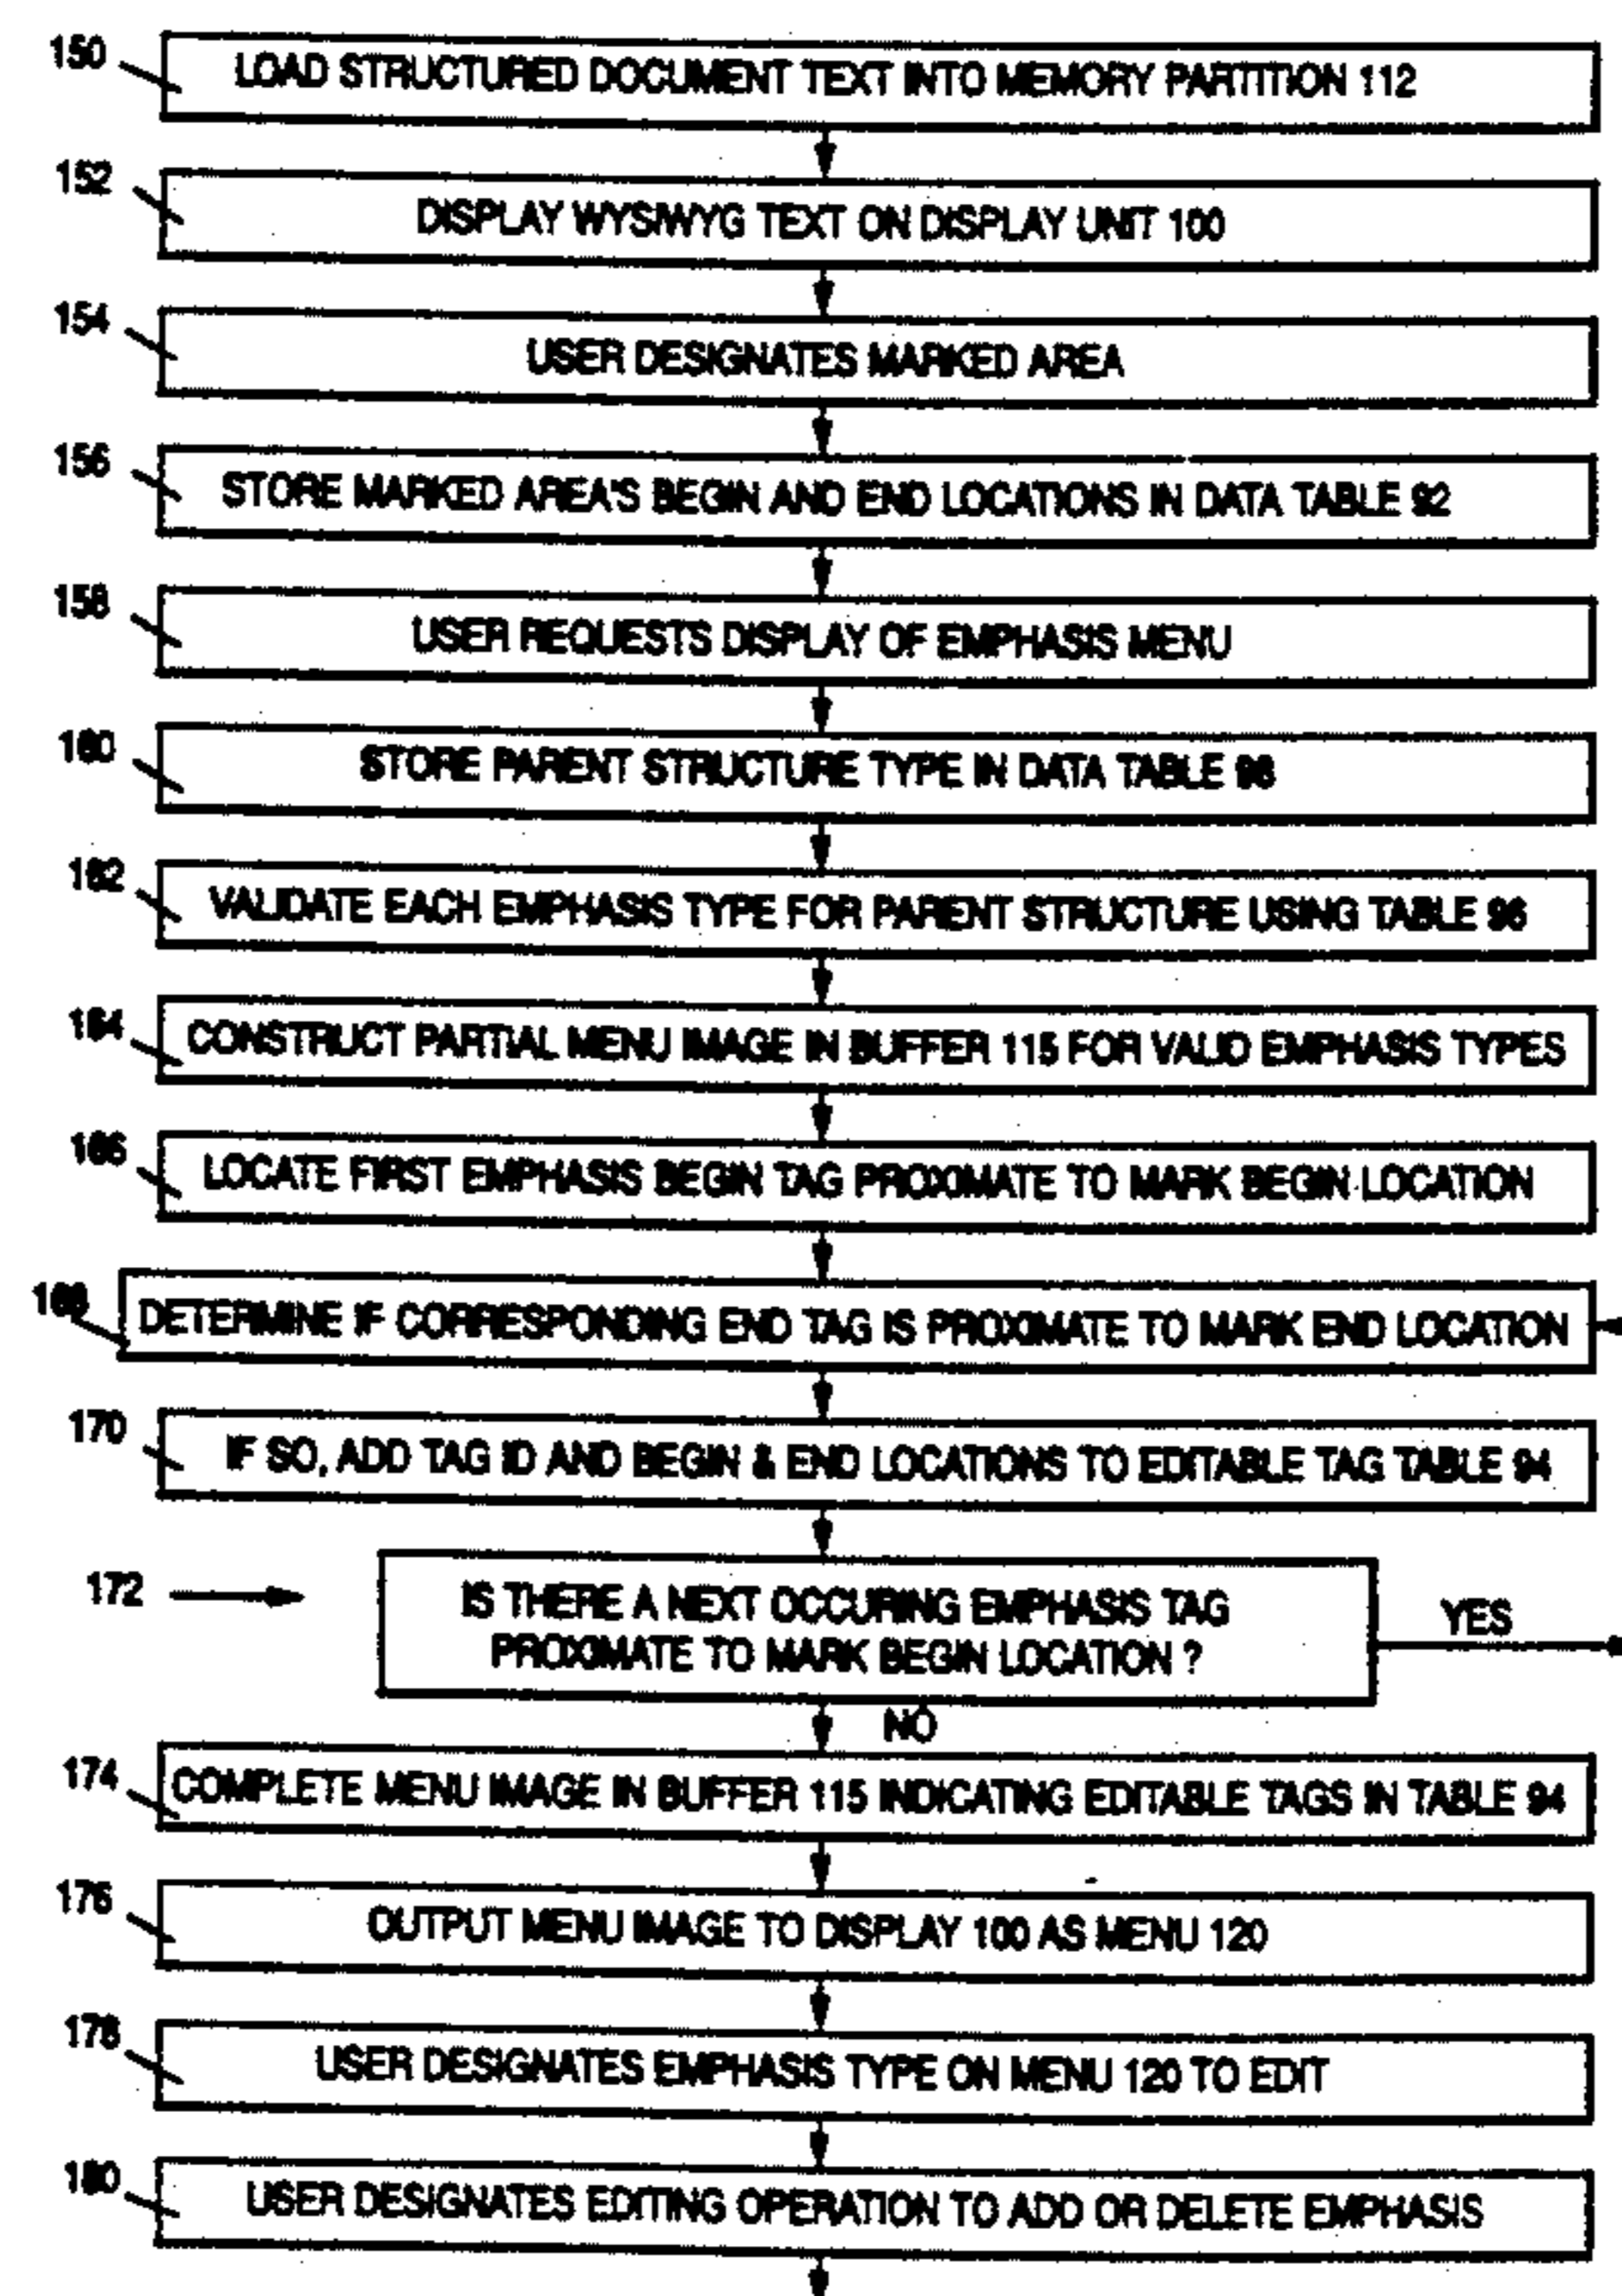 150 LOAD STRUCTURED DOCUMENT TEXT INTO MEMORY PARTITION 112
152 DISPLAY WYSIWYG TEXT ON DISPLAY UNIT 100
154 USER DESIGNATES MARKED AREA
156 STORE MARKED AREA'S BEGIN AND END LOCATIONS IN DATA TABLE 92
158 USER REQUESTS DISPLAY OF EMPHASIS MENU
160 STORE PARENT STRUCTURE TYPE IN DATA TABLE
162 VALIDATE EACH EMPHASIS TYPE FOR PARENT STRUCTURE USING TABLE 96
164 CONSTRUCT PARTIAL MENU IMAGE IN BUFFER 115 FOR VALID EMPHASIS TYPES
166 LOCATE FIRST EMPHASIS BEGIN TAG PROXIMATE TO MARK BEGIN LOCATION
168 DETERMINE IF CORRESPONDING END TAG IS PROXIMATE TO MARK END LOCATION
170 IF SO, ADD TAG ID AND BEGIN & END LOCATIONS TO EDITABLE TAG TABLE 94
172 IS THERE A NEXT OCCURING EMPHASIS TAG
PROXIMATE TO MARK BEGIN LOCATION ?
YES
NO
174 COMPLETE MENU IMAGE IN BUFFER 115 INDICATING EDITABLE TAGS IN TABLE 94
176 OUTPUT MENU IMAGE TO DISPLAY 100 AS MENU 120
178 USER DESIGNATES EMPHASIS TYPE ON MENU 120 TO EDIT
180 USER DESIGNATES EDITING OPERATION TO ADD OR DELETE EMPHASIS